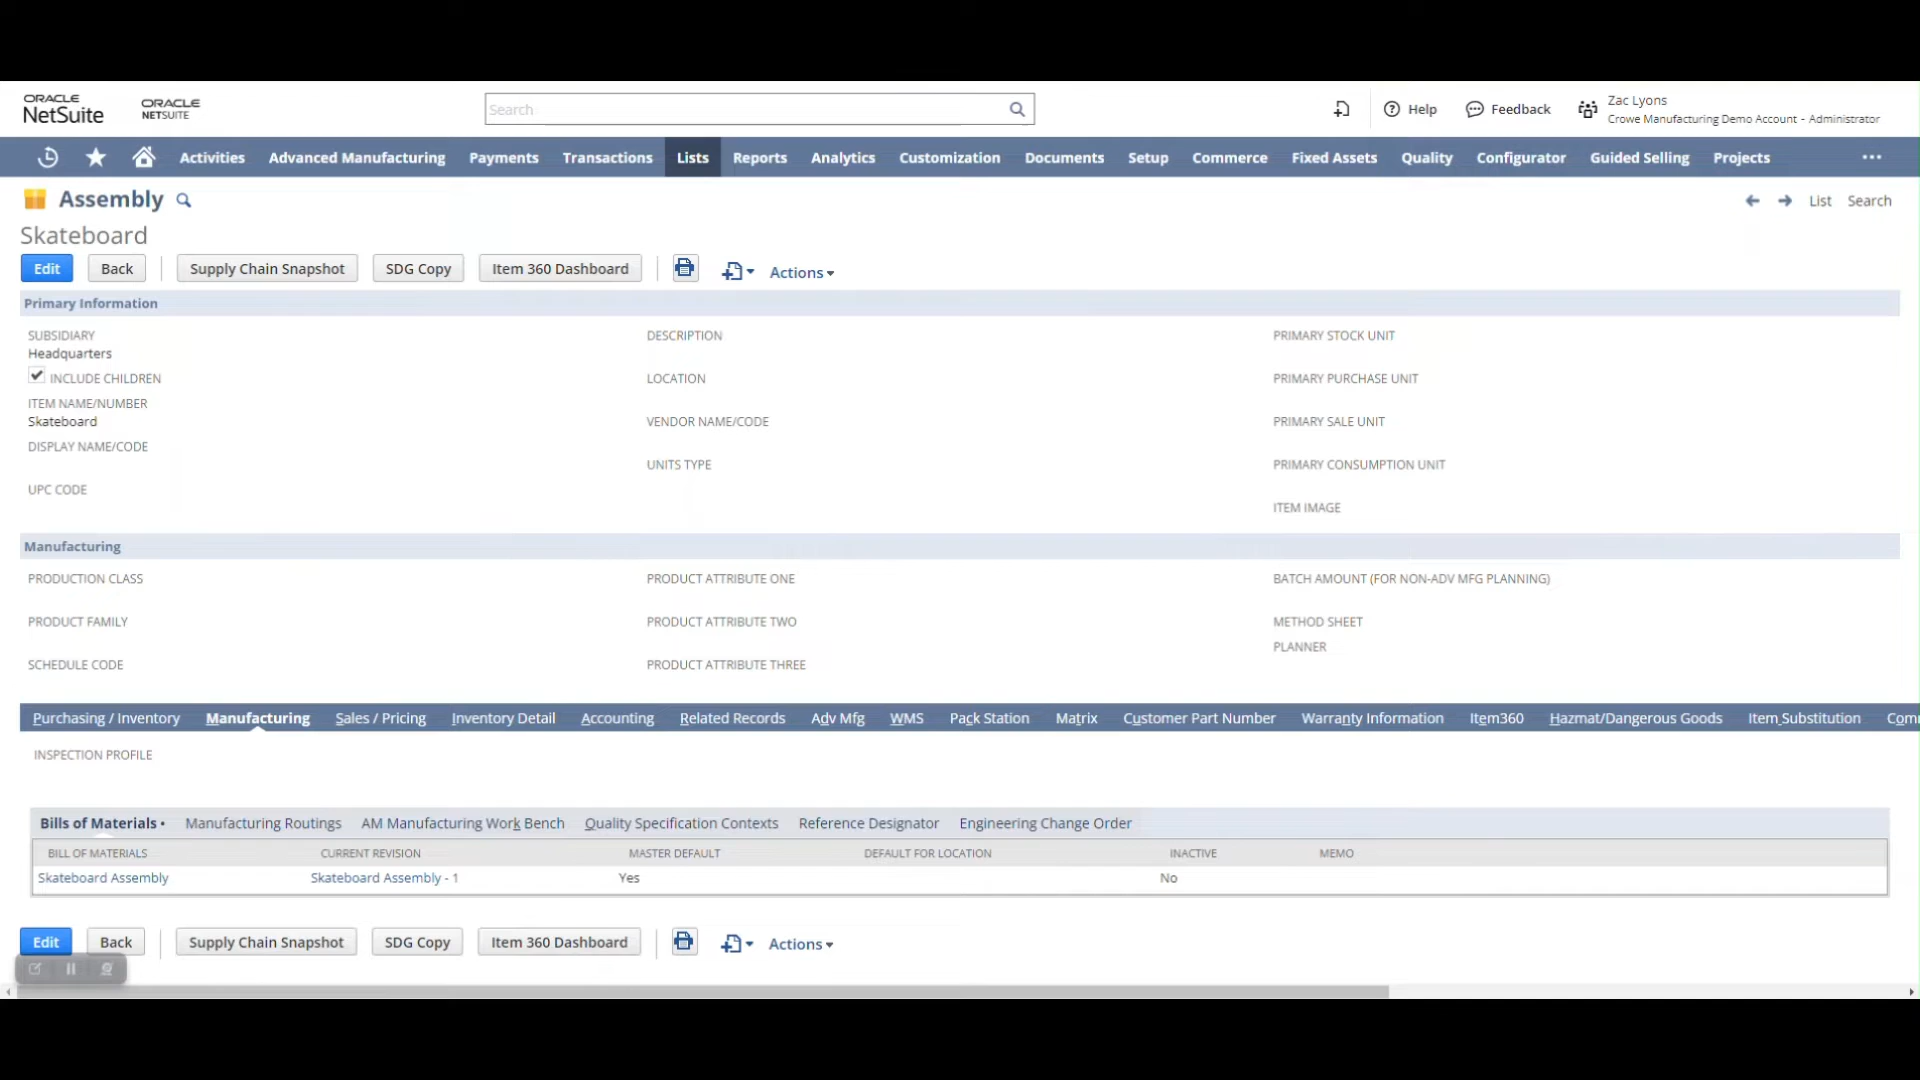 ORACLE
NetSuite
ORACLE
NETSUITE
Search
Help
Feedback
Zac Lyons
Crowe Manufacturing Demo Account - Administrator
Activities Advanced Manufacturing Payments Transactions Lists Reports Analytics Customization Documents Setup Commerce Fixed Assets Quality Configurator Guided Selling Projects
Assembly
List Search
Skateboard
Edit Back Supply Chain Snapshot SDG Copy Item 360 Dashboard Actions
Primary Information
SUBSIDIARY
Headquarters
INCLUDE CHILDREN
ITEM NAME/NUMBER
Skateboard
DISPLAY NAME/CODE
UPC CODE
DESCRIPTION
LOCATION
VENDOR NAME/CODE
UNITS TYPE
PRIMARY STOCK UNIT
PRIMARY PURCHASE UNIT
PRIMARY SALE UNIT
PRIMARY CONSUMPTION UNIT
ITEM IMAGE
Manufacturing
PRODUCTION CLASS
PRODUCT FAMILY
SCHEDULE CODE
PRODUCT ATTRIBUTE ONE
PRODUCT ATTRIBUTE TWO
PRODUCT ATTRIBUTE THREE
BATCH AMOUNT (FOR NON-ADV MFG PLANNING)
METHOD SHEET
PLANNER
Purchasing / Inventory Manufacturing Sales / Pricing Inventory Detail Accounting Related Records Adv Mfg WMS Pack Station Matrix Customer Part Number Warranty Information Item360 Hazmat/Dangerous Goods Item Substitution Com
INSPECTION PROFILE
Bills of Materials • Manufacturing Routings AM Manufacturing Work Bench Quality Specification Contexts Reference Designator Engineering Change Order
BILL OF MATERIALS CURRENT REVISION MASTER DEFAULT DEFAULT FOR LOCATION INACTIVE MEMO
Skateboard Assembly Skateboard Assembly - 1 Yes No
Edit Back Supply Chain Snapshot SDG Copy Item 360 Dashboard Actions